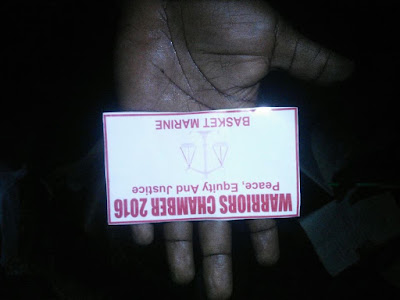 WARRIORS CHAMBER 2016
Peace, Equity And Justice
BASKET MARINE